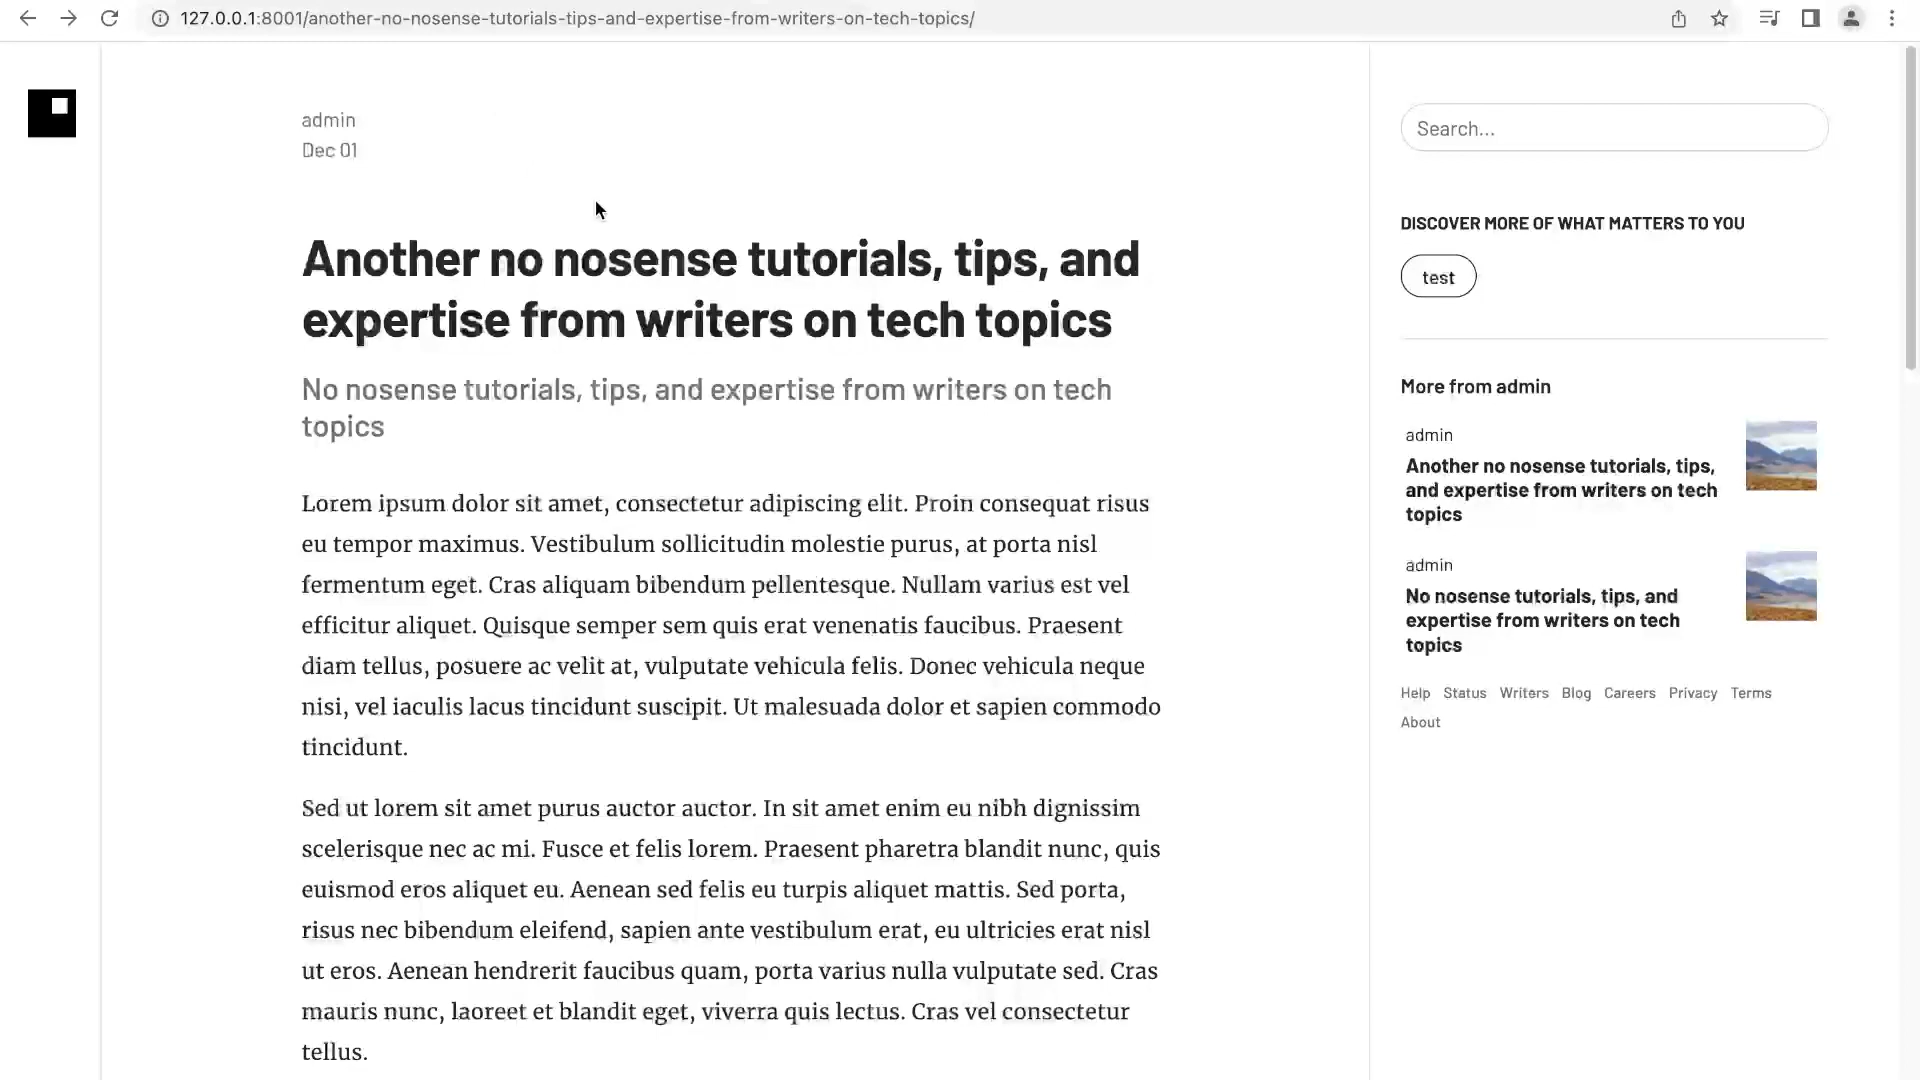 127.0.0.1:8001/another-no-nosense-tutorials-tips-and-expertise-from-writers-on-tech-topics/
admin
Dec 01
Another no nosense tutorials, tips, and
expertise from writers on tech topics
No nosense tutorials, tips, and expertise from writers on tech
topics
Lorem ipsum dolor sit amet, consectetur adipiscing elit. Proin consequat risus
eu tempor maximus. Vestibulum sollicitudin molestie purus, at porta nisl
fermentum eget. Cras aliquam bibendum pellentesque. Nullam varius est vel
efficitur aliquet. Quisque semper sem quis erat venenatis faucibus. Praesent
diam tellus, posuere ac velit at, vulputate vehicula felis. Donec vehicula neque
nisi, vel iaculis lacus tincidunt suscipit. Ut malesuada dolor et sapien commodo
tincidunt.
Sed ut lorem sit amet purus auctor auctor. In sit amet enim eu nibh dignissim
scelerisque nec ac mi. Fusce et felis lorem. Praesent pharetra blandit nunc, quis
euismod eros aliquet eu. Aenean sed felis eu turpis aliquet mattis. Sed porta,
risus nec bibendum eleifend, sapien ante vestibulum erat, eu ultricies erat nisl
ut eros. Aenean hendrerit faucibus quam, porta varius nulla vulputate sed. Cras
mauris nunc, laoreet et blandit eget, viverra quis lectus. Cras vel consectetur
tellus.
Search...
DISCOVER MORE OF WHAT MATTERS TO YOU
test
More from admin
admin
Another no nosense tutorials, tips,
and expertise from writers on tech
topics
admin
No nosense tutorials, tips, and
expertise from writers on tech
topics
Help Status Writers Blog Careers Privacy Terms
About